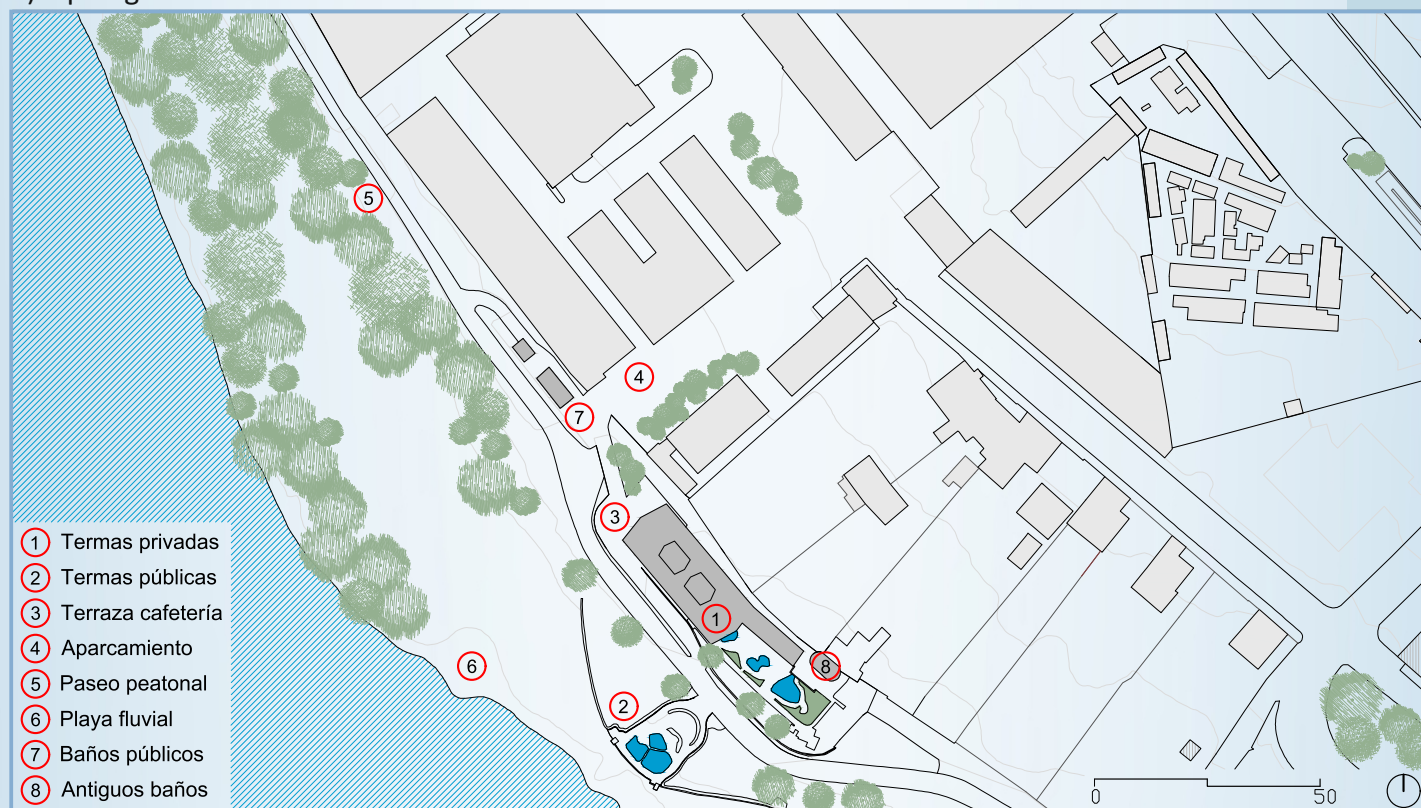 5
4
7
3
1
8
6
2
1 Termas privadas
2 Termas públicas
3 Terraza cafetería
4 Aparcamiento
5 Paseo peatonal
6 Playa fluvial
7 Baños públicos
8 Antiguos baños
0 50